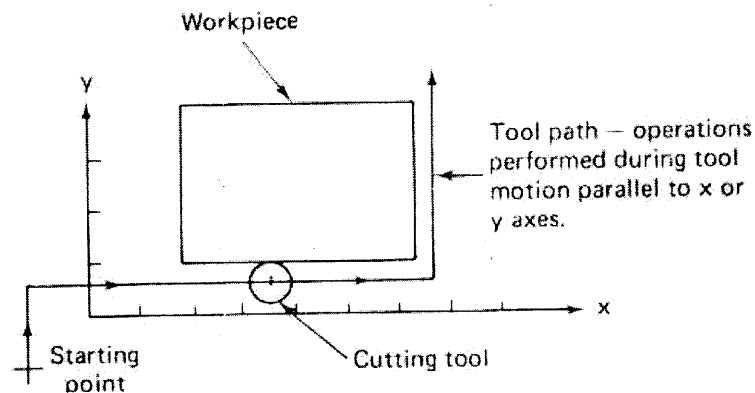 Workpiece
y
Tool path — operations
performed during tool
motion parallel to x or
y axes.
x
Starting
point
Cutting tool